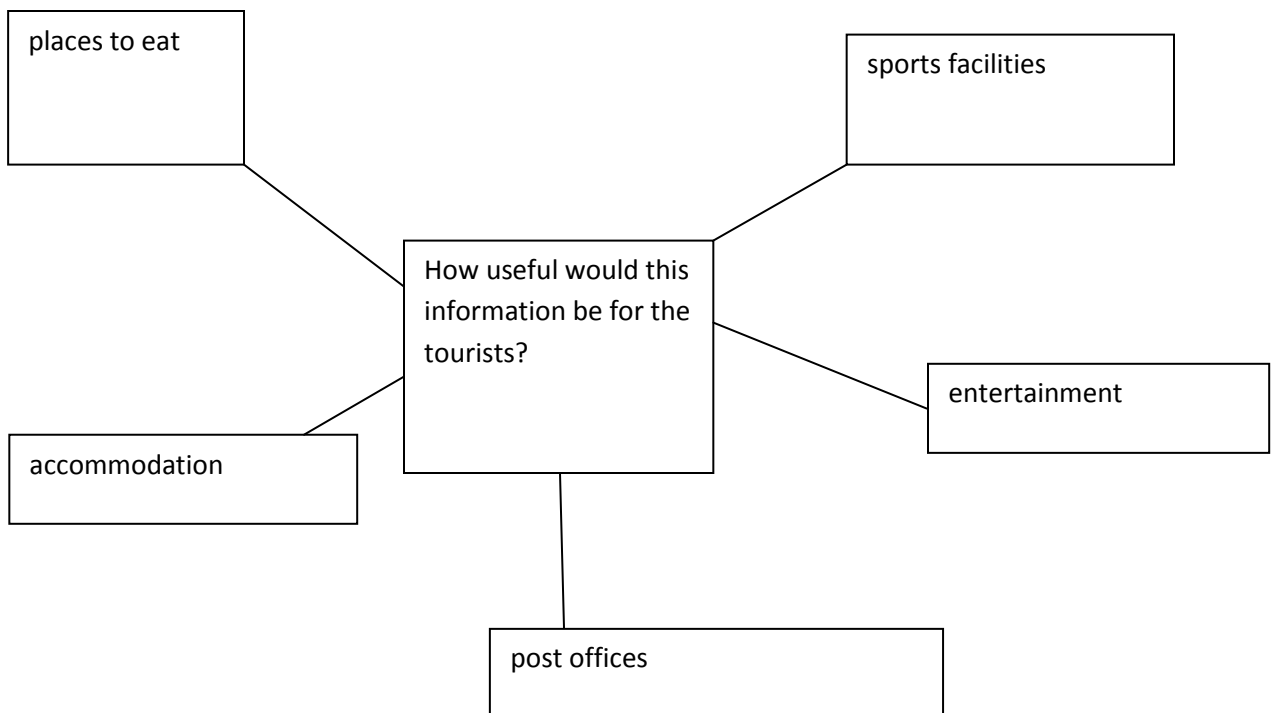 places to eat
sports facilities
How useful would this
information be for the
tourists?
entertainment
accommodation
post offices